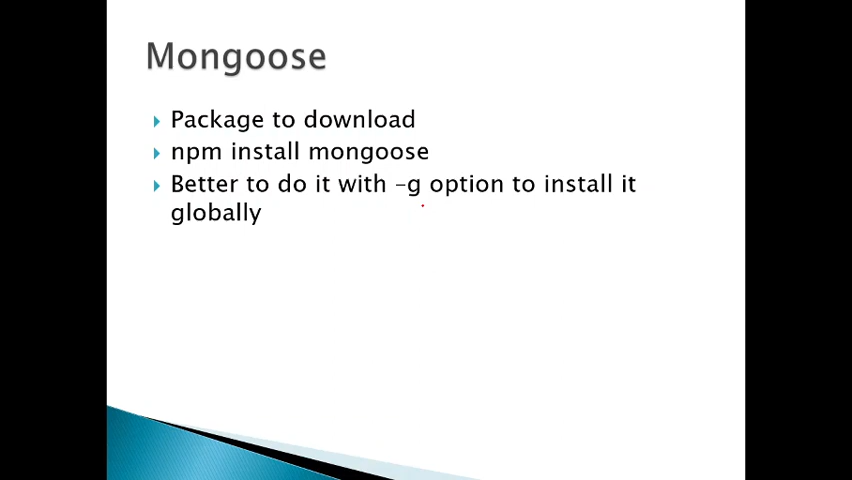 Mongoose
Package to download
npm install mongoose
Better to do it with –g option to install it
globally